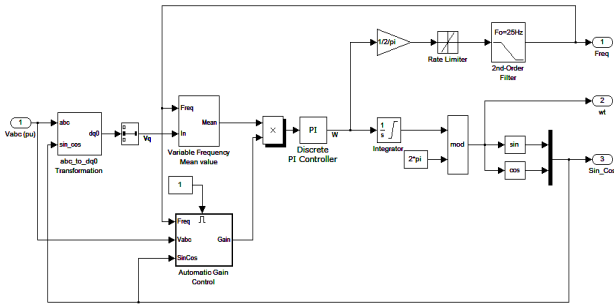 Fo=25Hz
1/2/pi
1
Rate Limiter
Freq
2nd-Order
Filter
2
wt
Freq
Mean
1
abc
dq0
In
×
PI
1
s
sin
3
Vabc (pu)
sin_cos
Vq
W
mod
Sin_Cos
Variable Frequency
Mean value
Discrete
PI Controller
Integrator
2*pi
cos
abc_to_dq0
Transformation
1
Freq
Vabc
Gain
SinCos
Automatic Gain
Control